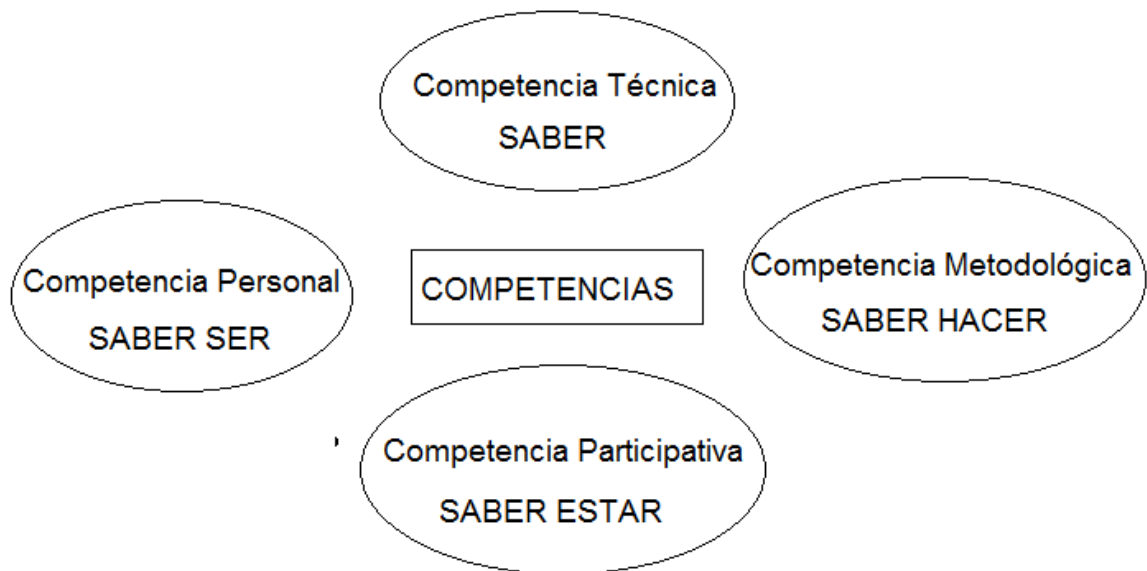 Competencia Técnica
SABER
Competencia Personal
SABER SER
COMPETENCIAS
Competencia Metodológica
SABER HACER
Competencia Participativa
SABER ESTAR